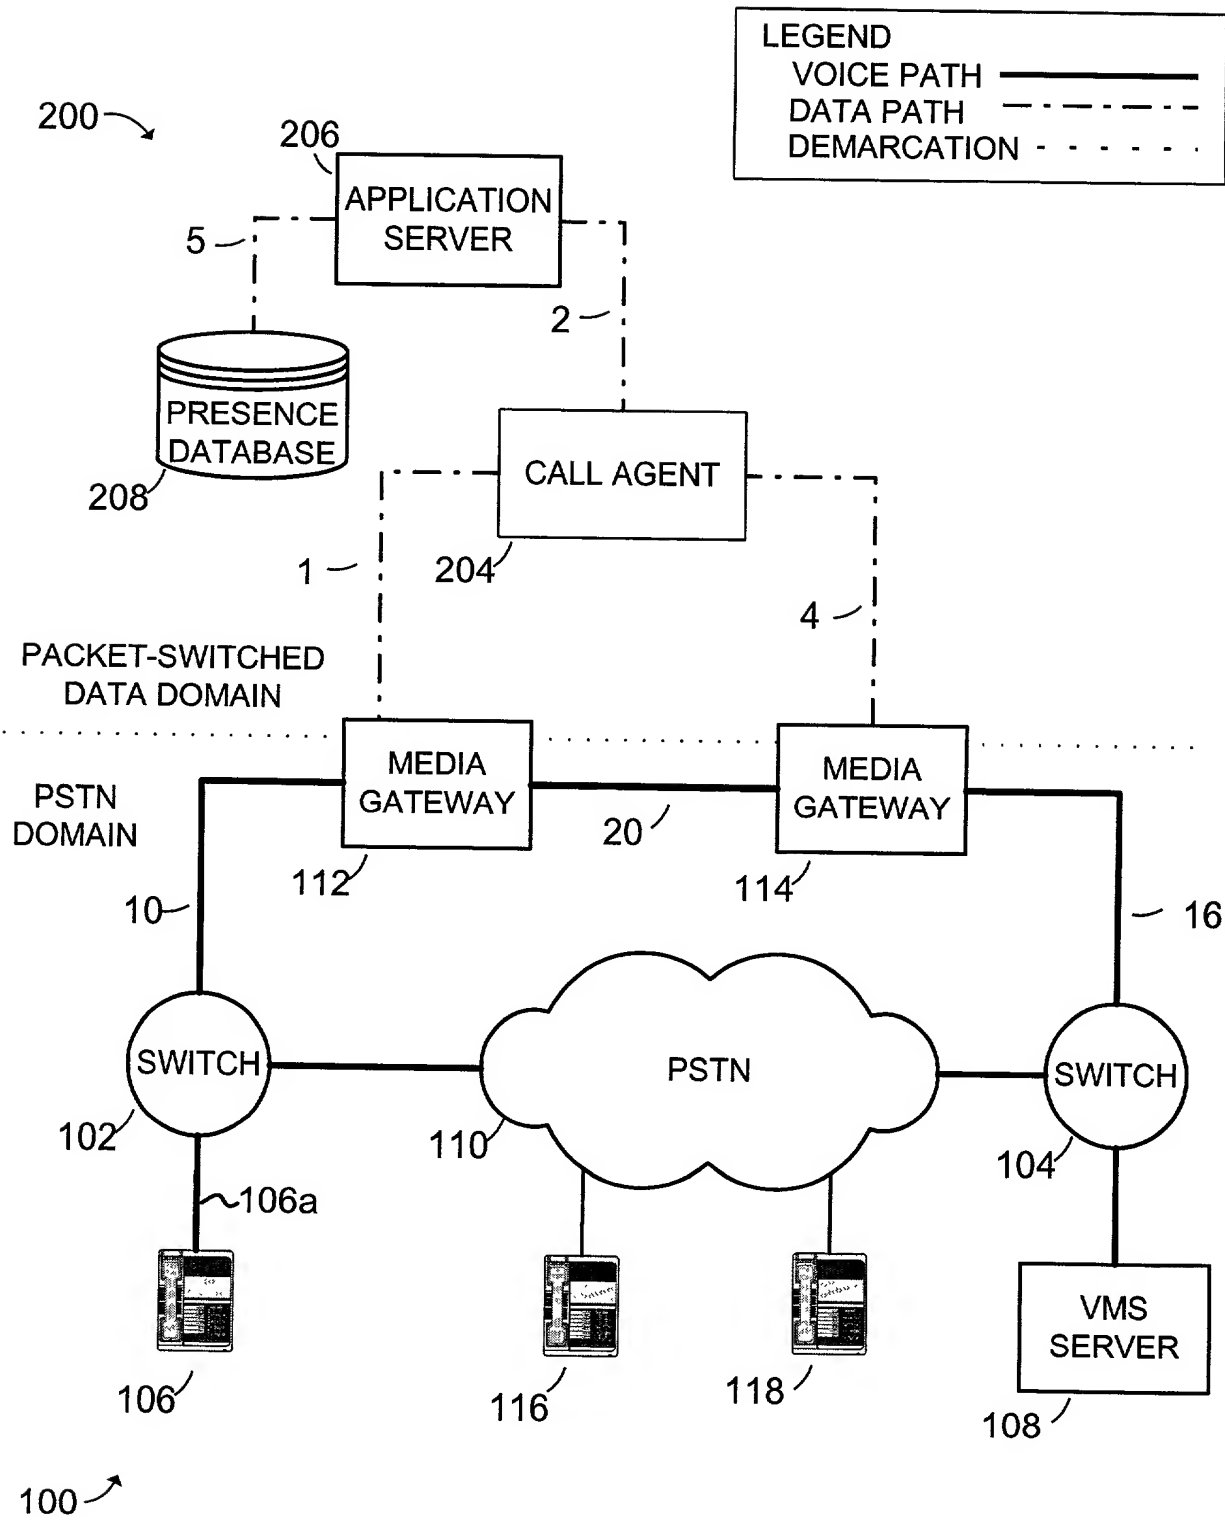 LEGEND
VOICE PATH
DATA PATH
DEMARCATION
200
206
APPLICATION
SERVER
5
2
PRESENCE
DATABASE
208
CALL AGENT
204
1
4
PACKET-SWITCHED
DATA DOMAIN
PSTN
DOMAIN
MEDIA
GATEWAY
112
20
MEDIA
GATEWAY
114
10
16
SWITCH
102
PSTN
110
SWITCH
104
106a
106
116
118
VMS
SERVER
108
100